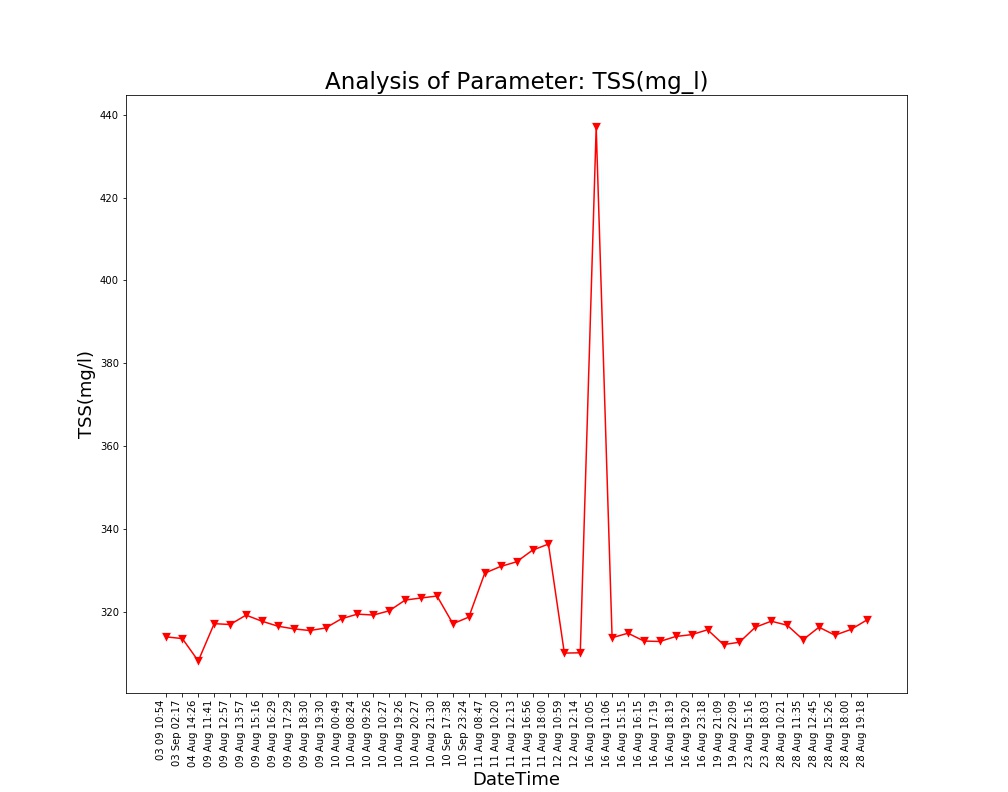 Analysis of Parameter: TSS(mg_l)
TSS(mg/l)
440
420
400
380
360
340
320
03 09 10:54
03 Sep 02:17
04 Aug 14:26
09 Aug 11:41
09 Aug 12:57
09 Aug 13:57
09 Aug 15:16
09 Aug 16:29
09 Aug 17:29
09 Aug 18:30
09 Aug 19:30
10 Aug 00:49
10 Aug 08:24
10 Aug 09:26
10 Aug 10:27
10 Aug 19:26
10 Aug 20:27
10 Aug 21:30
10 Sep 17:38
10 Sep 23:24
11 Aug 08:47
11 Aug 10:20
11 Aug 12:13
11 Aug 16:56
11 Aug 18:00
12 Aug 10:59
12 Aug 12:14
16 Aug 10:05
16 Aug 11:06
16 Aug 15:15
16 Aug 16:15
16 Aug 17:19
16 Aug 18:19
16 Aug 19:20
16 Aug 23:18
19 Aug 21:09
19 Aug 22:09
23 Aug 15:16
23 Aug 18:03
28 Aug 10:21
28 Aug 11:35
28 Aug 12:45
28 Aug 15:26
28 Aug 18:00
28 Aug 19:18
DateTime